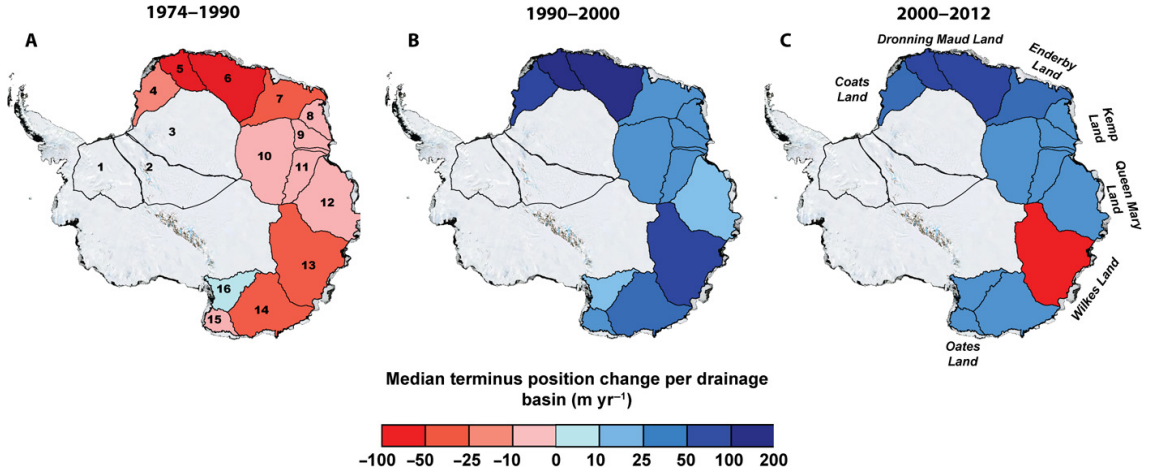 1974–1990
1990–2000
2000–2012
A
B
C
Dronning Maud Land
Enderby
Land
Coats
Land
Kemp
Land
Queen Mary
Land
Wilkes Land
Oates
Land
5
6
4
7
8
3
9
10
1
2
11
12
13
16
14
15
Median terminus position change per drainage
basin (m yr⁻¹)
–100 –50 –25 –10 0 10 25 50 100 200